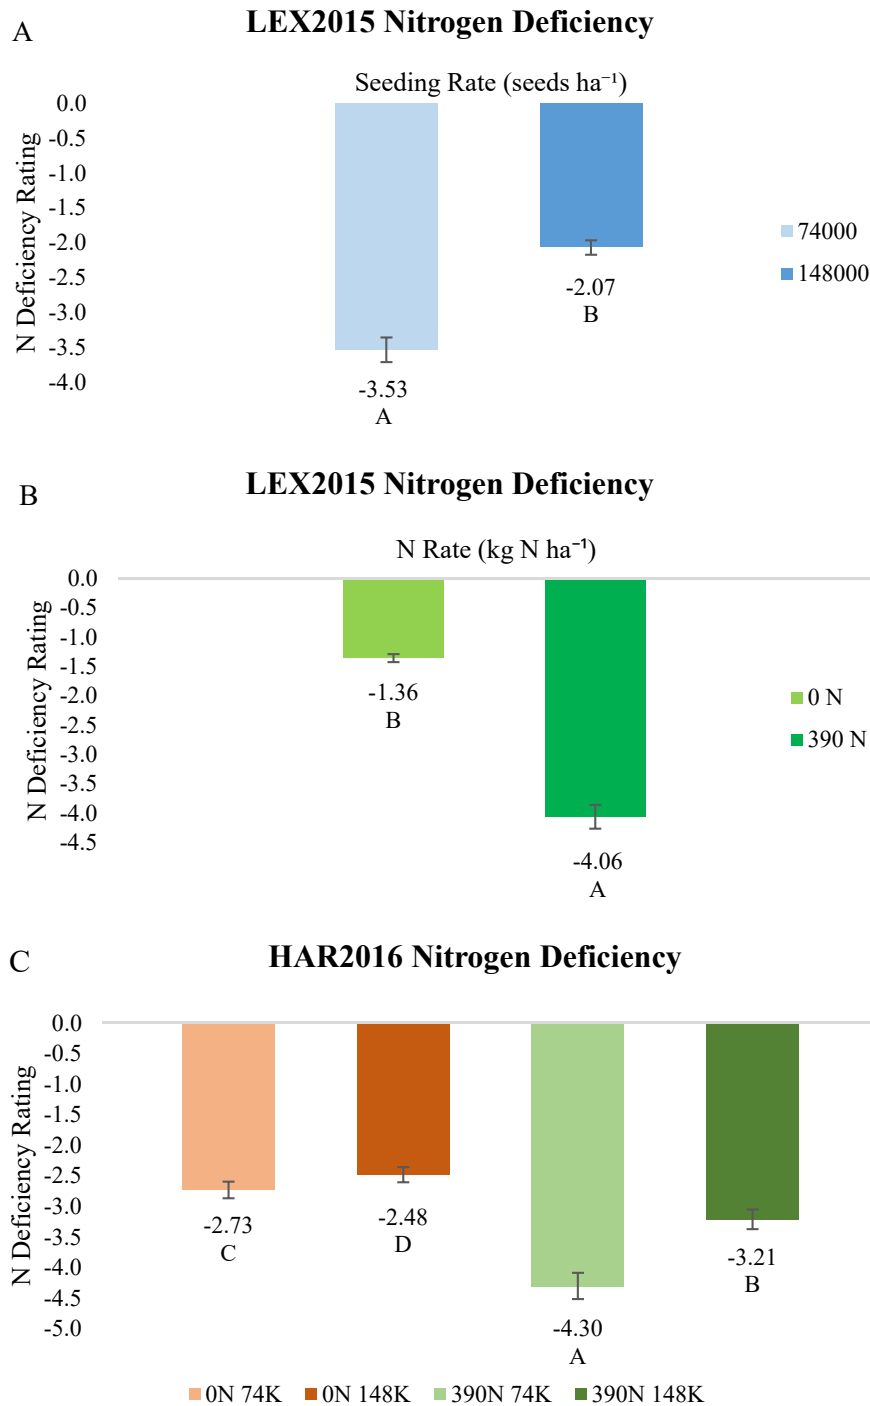 A
LEX2015 Nitrogen Deficiency
Seeding Rate (seeds ha⁻¹)
N Deficiency Rating
0.0
-0.5
-1.0
-1.5
-2.0
-2.5
-3.0
-3.5
-4.0
-3.53
A
-2.07
B
74000
148000
B
LEX2015 Nitrogen Deficiency
N Rate (kg N ha⁻¹)
N Deficiency Rating
0.0
-0.5
-1.0
-1.5
-2.0
-2.5
-3.0
-3.5
-4.0
-4.5
-1.36
B
-4.06
A
0 N
390 N
C
HAR2016 Nitrogen Deficiency
N Deficiency Rating
0.0
-0.5
-1.0
-1.5
-2.0
-2.5
-3.0
-3.5
-4.0
-4.5
-5.0
-2.73
C
-2.48
D
-4.30
A
-3.21
B
0N 74K 0N 148K 390N 74K 390N 148K